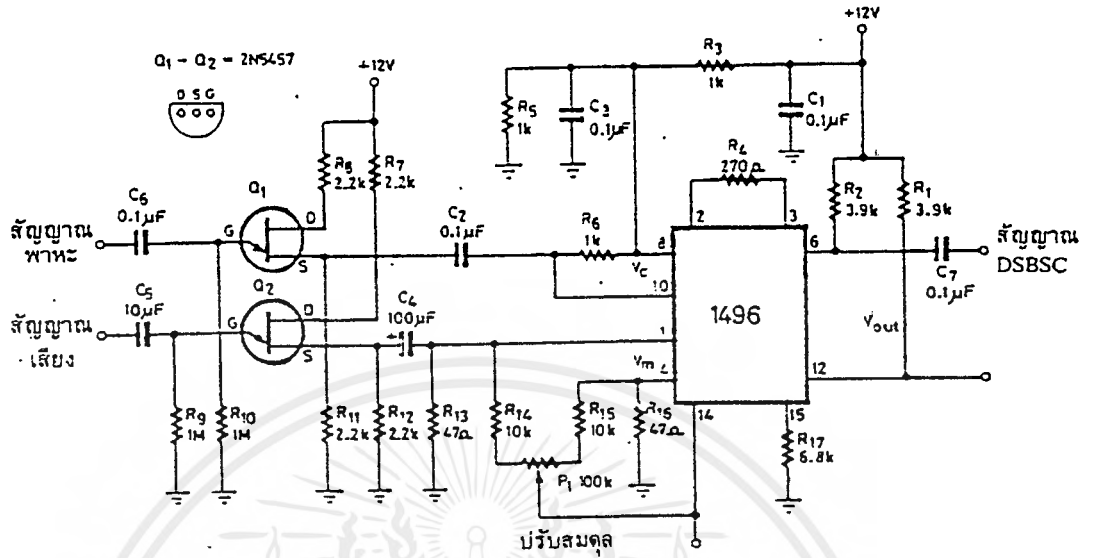 +12V
Q1 - Q2 = 2N5457
D S G
+12V
R3
1k
R5
1k
C3
0.1µF
C1
0.1µF
R8
2.2k
R7
2.2k
R4
270Ω
2
3
R2
3.9k
R1
3.9k
C6
0.1µF
Q1
D
C2
0.1µF
R6
1k
สัญญาณ
พาหะ
G
S
8
Vc
10
6
C7
0.1µF
สัญญาณ
DSBSC
1496
C5
10µF
Q2
D
C4
100µF
+
สัญญาณ
เสียง
G
S
1
Vm
4
Vout
12
14
15
R9
1M
R10
1M
R11
2.2k
R12
2.2k
R13
47Ω
R14
10k
R15
10k
R16
47Ω
R17
6.8k
P1 100k
ปรับสมดุล